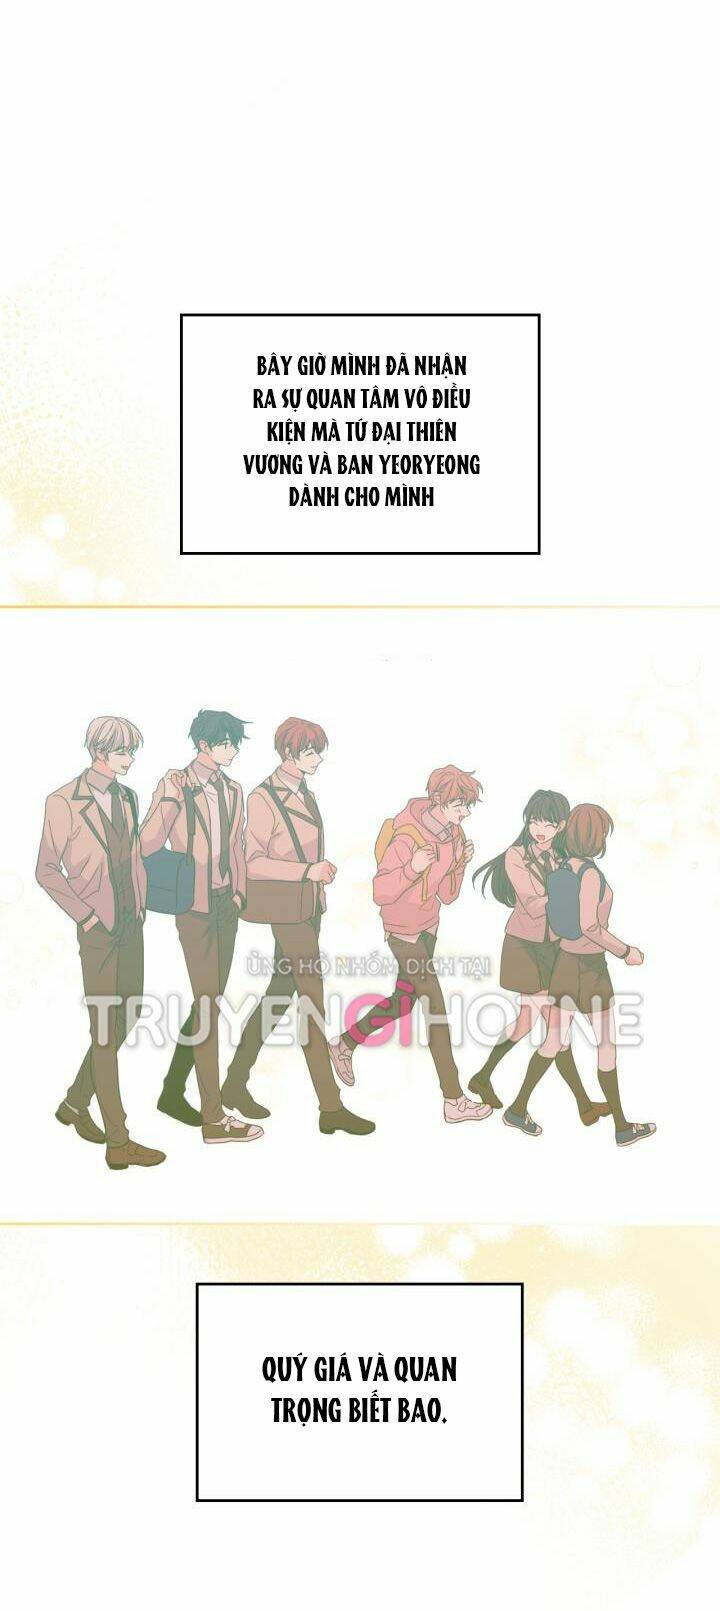 BÂY GIỜ MÌNH ĐÃ NHẬN
RA SỰ QUAN TÂM VÔ ĐIỀU
KIỆN MÀ TỨ ĐẠI THIÊN
VƯƠNG VÀ BAN YEORYEONG
DÀNH CHO MÌNH
ỦNG HỘ NHÓM DỊCH TẠI
TRUYENGIHOTNE
QUÝ GIÁ VÀ QUAN
TRỌNG BIẾT BAO.